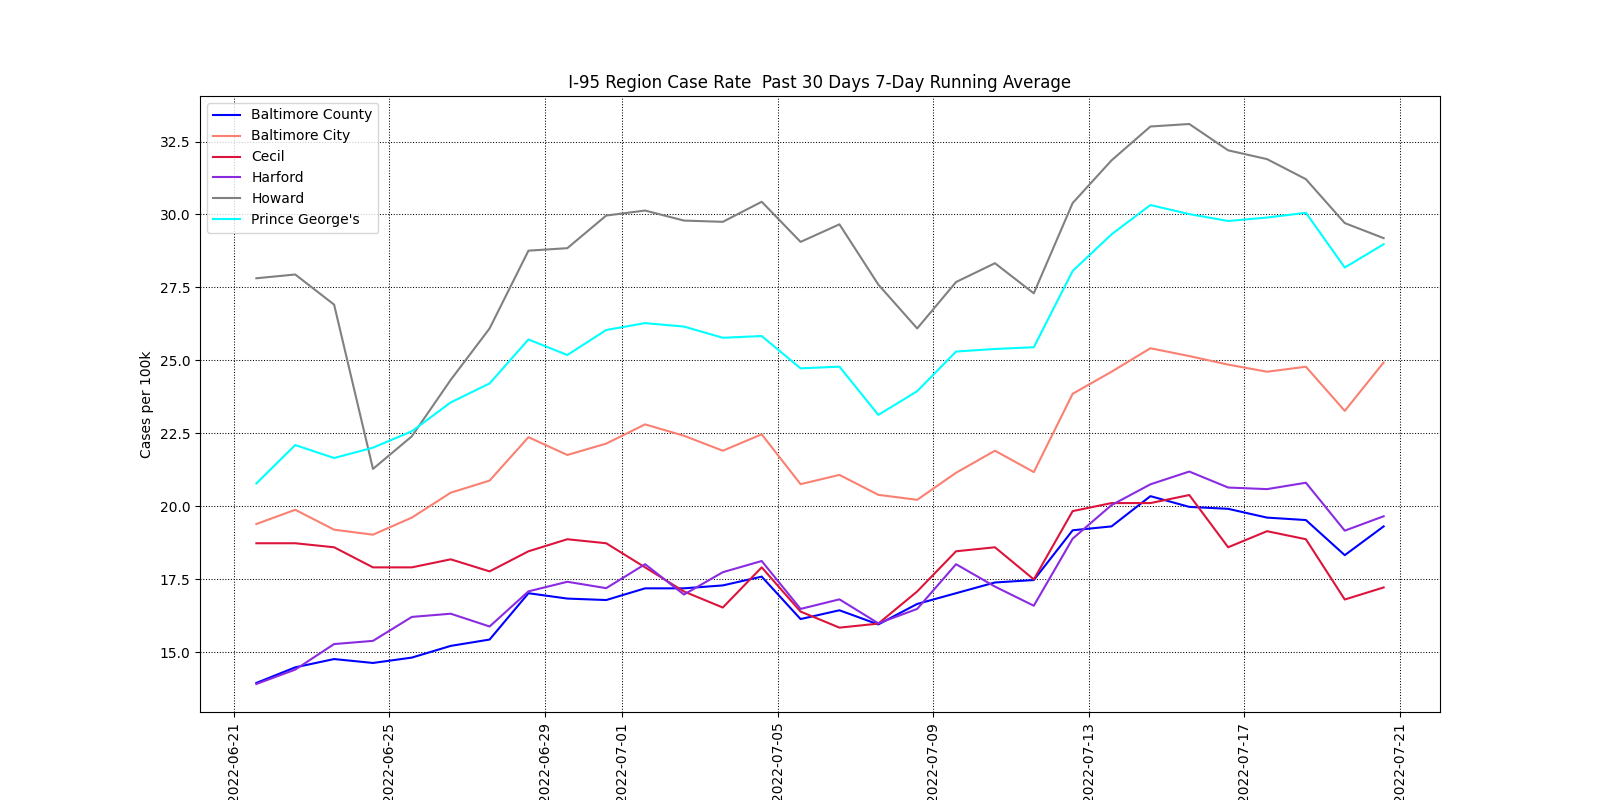 I-95 Region Case Rate  Past 30 Days 7-Day Running Average
Baltimore County
Baltimore City
Cecil
Harford
Howard
Prince George's
32.5
30.0
27.5
25.0
22.5
20.0
17.5
15.0
Cases per 100k
2022-06-21
2022-06-25
2022-06-29
2022-07-01
2022-07-05
2022-07-09
2022-07-13
2022-07-17
2022-07-21